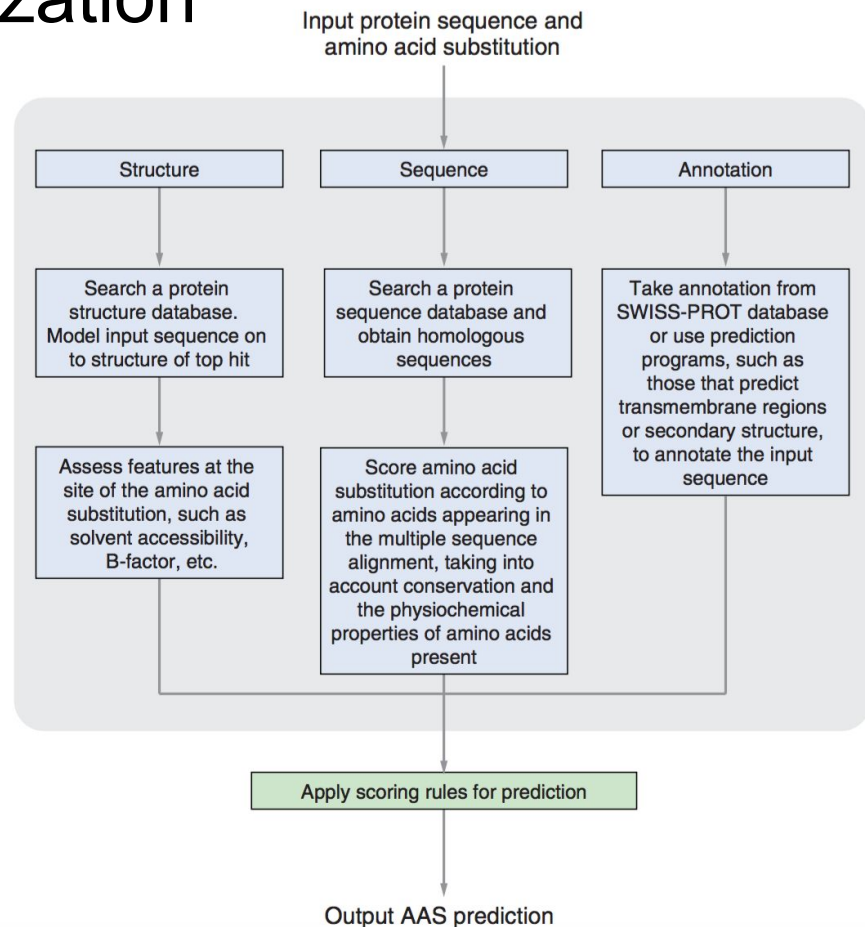 zation
Input protein sequence and
amino acid substitution
Structure
Sequence
Annotation
Search a protein
structure database.
Model input sequence on
to structure of top hit
Search a protein
sequence database and
obtain homologous
sequences
Take annotation from
SWISS-PROT database
or use prediction
programs, such as
those that predict
transmembrane regions
or secondary structure,
to annotate the input
sequence
Assess features at the
site of the amino acid
substitution, such as
solvent accessibility,
B-factor, etc.
Score amino acid
substitution according to
amino acids appearing in
the multiple sequence
alignment, taking into
account conservation and
the physiochemical
properties of amino acids
present
Apply scoring rules for prediction
Output AAS prediction